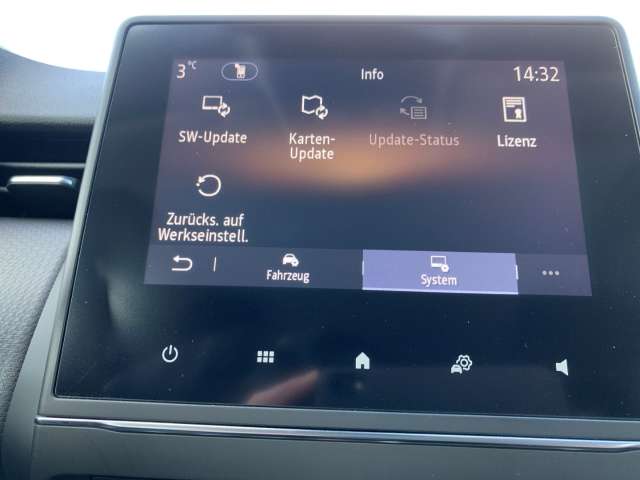 3 °C Info 14:32
SW-Update
Karten-
Update
Update-Status
Lizenz
Zurücks. auf
Werkseinstell.
Fahrzeug
System